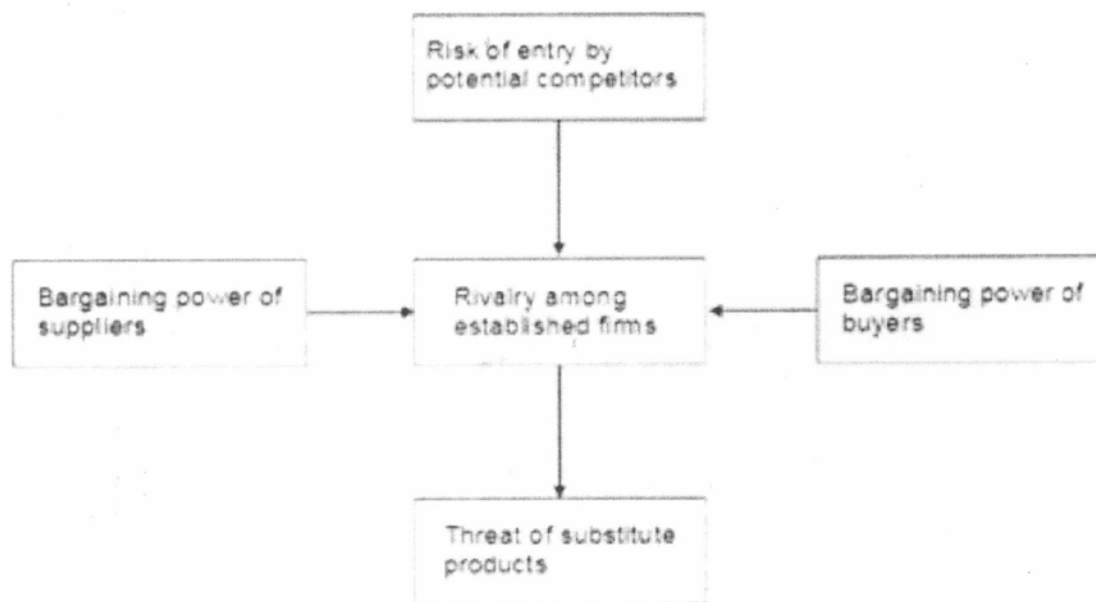 Risk of entry by
potential competitors
Bargaining power of
suppliers
Rivalry among
established firms
Bargaining power of
buyers
Threat of substitute
products